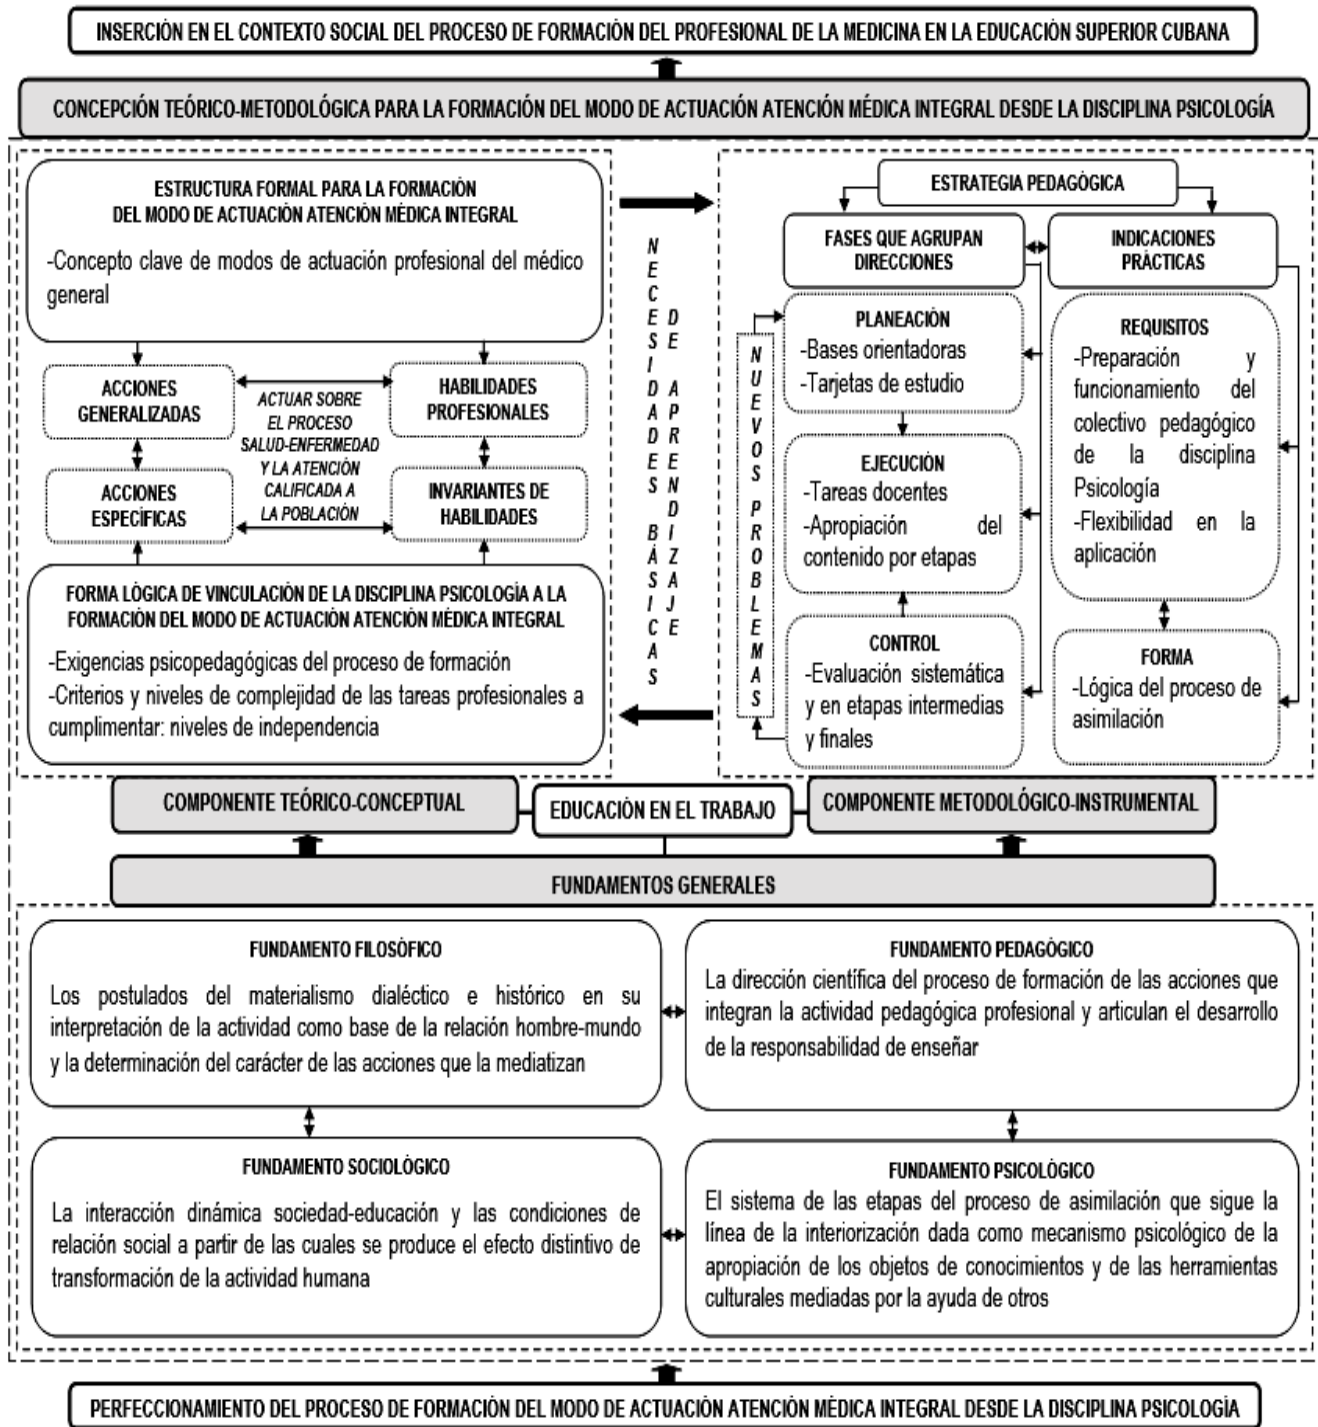 INSERCIÓN EN EL CONTEXTO SOCIAL DEL PROCESO DE FORMACIÓN DEL PROFESIONAL DE LA MEDICINA EN LA EDUCACIÓN SUPERIOR CUBANA
CONCEPCIÓN TEÓRICO-METODOLÓGICA PARA LA FORMACIÓN DEL MODO DE ACTUACIÓN ATENCIÓN MÉDICA INTEGRAL DESDE LA DISCIPLINA PSICOLOGÍA
ESTRUCTURA FORMAL PARA LA FORMACIÓN
DEL MODO DE ACTUACIÓN ATENCIÓN MÉDICA INTEGRAL
-Concepto clave de modos de actuación profesional del médico
general
ACCIONES
GENERALIZADAS
HABILIDADES
PROFESIONALES
ACTUAR SOBRE
EL PROCESO
SALUD-ENFERMEDAD
Y LA ATENCIÓN
CALIFICADA A
LA POBLACIÓN
ACCIONES
ESPECÍFICAS
INVARIANTES DE
HABILIDADES
FORMA LÓGICA DE VINCULACIÓN DE LA DISCIPLINA PSICOLOGÍA A LA
FORMACIÓN DEL MODO DE ACTUACIÓN ATENCIÓN MÉDICA INTEGRAL
-Exigencias psicopedagógicas del proceso de formación
-Criterios y niveles de complejidad de las tareas profesionales a
cumplimentar: niveles de independencia
NECESIDADES BÁSICAS
DE APRENDIZAJE
ESTRATEGIA PEDAGÓGICA
FASES QUE AGRUPAN
DIRECCIONES
INDICACIONES
PRÁCTICAS
NUEVOS PROBLEMAS
PLANEACIÓN
-Bases orientadoras
-Tarjetas de estudio
EJECUCIÓN
-Tareas docentes
-Apropiación del
contenido por etapas
CONTROL
-Evaluación sistemática
y en etapas intermedias
y finales
REQUISITOS
-Preparación y
funcionamiento del
colectivo pedagógico
de la disciplina
Psicología
-Flexibilidad en la
aplicación
FORMA
-Lógica del proceso de
asimilación
COMPONENTE TEÓRICO-CONCEPTUAL
EDUCACIÓN EN EL TRABAJO
COMPONENTE METODOLÓGICO-INSTRUMENTAL
FUNDAMENTOS GENERALES
FUNDAMENTO FILOSÓFICO
Los postulados del materialismo dialéctico e histórico en su
interpretación de la actividad como base de la relación hombre-mundo
y la determinación del carácter de las acciones que la mediatizan
FUNDAMENTO PEDAGÓGICO
La dirección científica del proceso de formación de las acciones que
integran la actividad pedagógica profesional y articulan el desarrollo
de la responsabilidad de enseñar
FUNDAMENTO SOCIOLÓGICO
La interacción dinámica sociedad-educación y las condiciones de
relación social a partir de las cuales se produce el efecto distintivo de
transformación de la actividad humana
FUNDAMENTO PSICOLÓGICO
El sistema de las etapas del proceso de asimilación que sigue la
línea de la interiorización dada como mecanismo psicológico de la
apropiación de los objetos de conocimientos y de las herramientas
culturales mediadas por la ayuda de otros
PERFECCIONAMIENTO DEL PROCESO DE FORMACIÓN DEL MODO DE ACTUACIÓN ATENCIÓN MÉDICA INTEGRAL DESDE LA DISCIPLINA PSICOLOGÍA